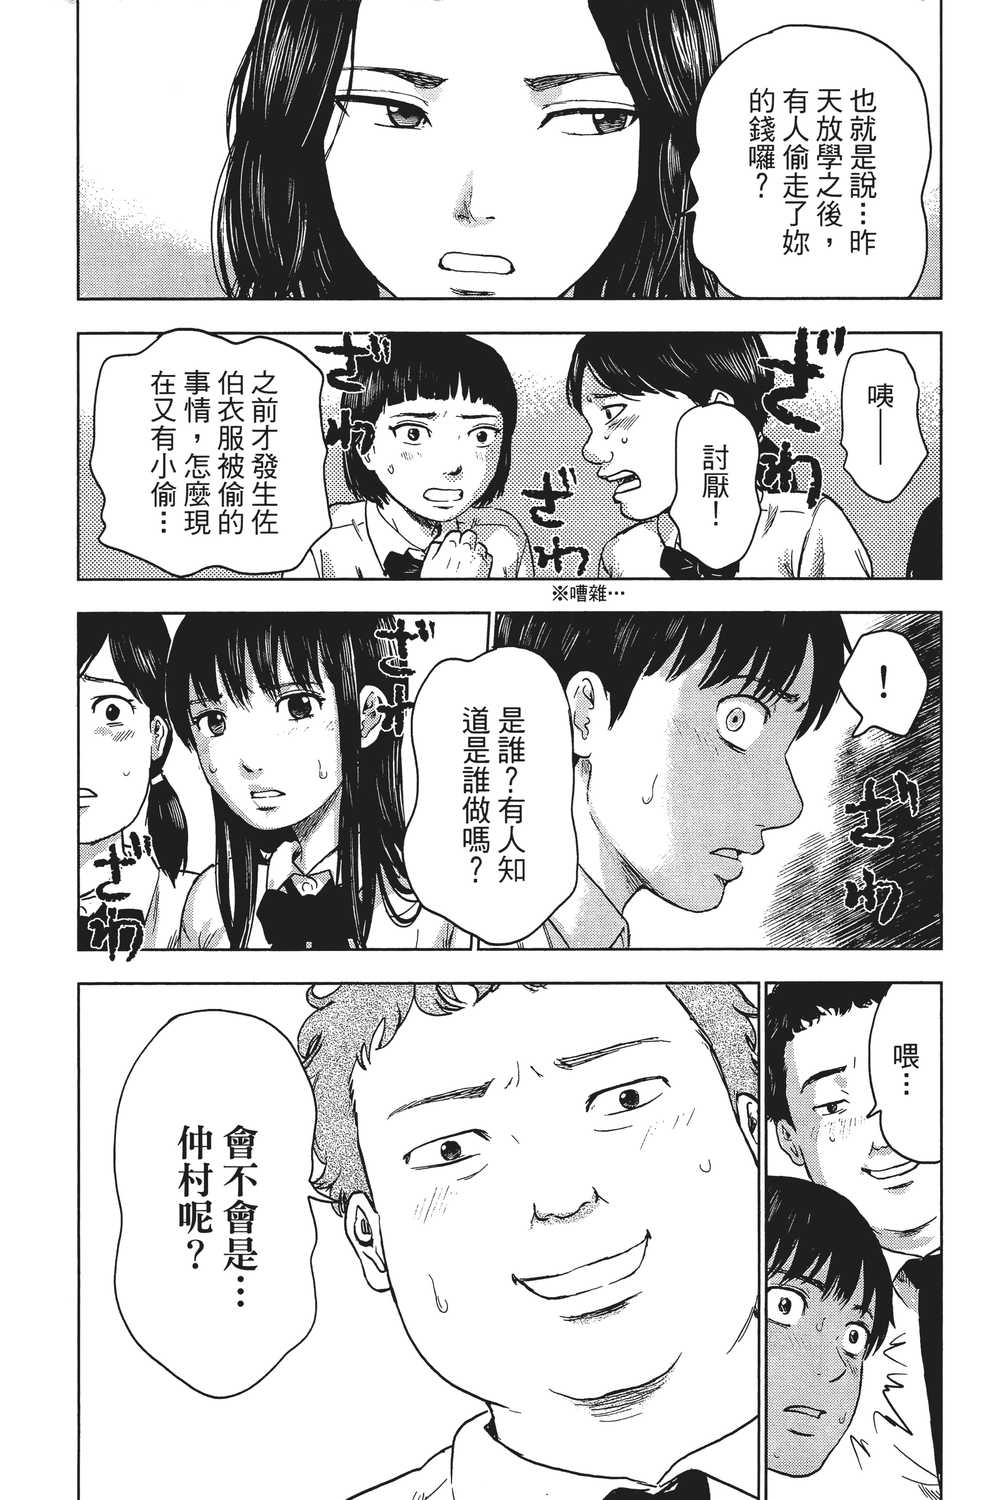 也就是說…昨
天放學之後，
有人偷走了妳
的錢囉？
咦——
討厭！
ざわ
ざわ
ざわ
之前才發生佐
伯衣服被偷的
事情，怎麼現
在又有小偷…
※嘈雜…
！
ざわ
是誰？有人知
道是誰做嗎？
ざ
ざわ
喂…
會不會是…
仲村呢？